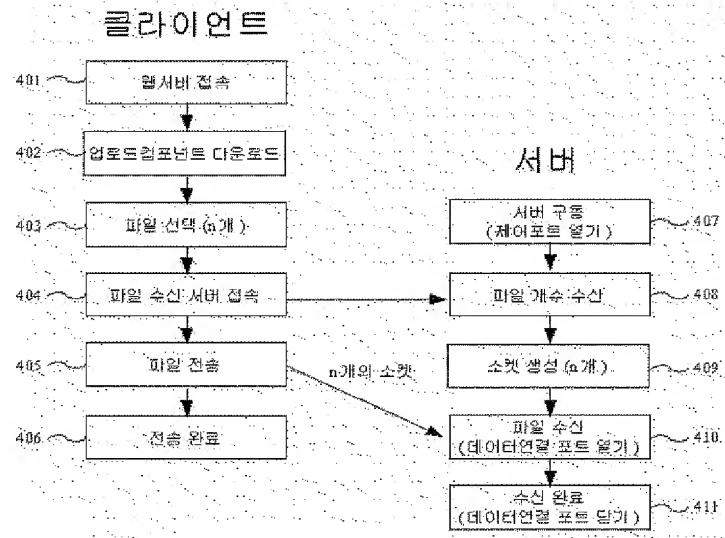 클라이언트
401
웹서버 접속
402
업로드컴포넌트 다운로드
403
파일 선택 (n개)
404
파일 수신 서버 접속
405
파일 전송
406
전송 완료
n개의 소켓
서버
서버 구동
(제어포트 열기)
407
파일 개수 수신
408
소켓 생성 (n개)
409
파일 수신
(데이터연결 포트 열기)
410
수신 완료
(데이터연결 포트 닫기)
411